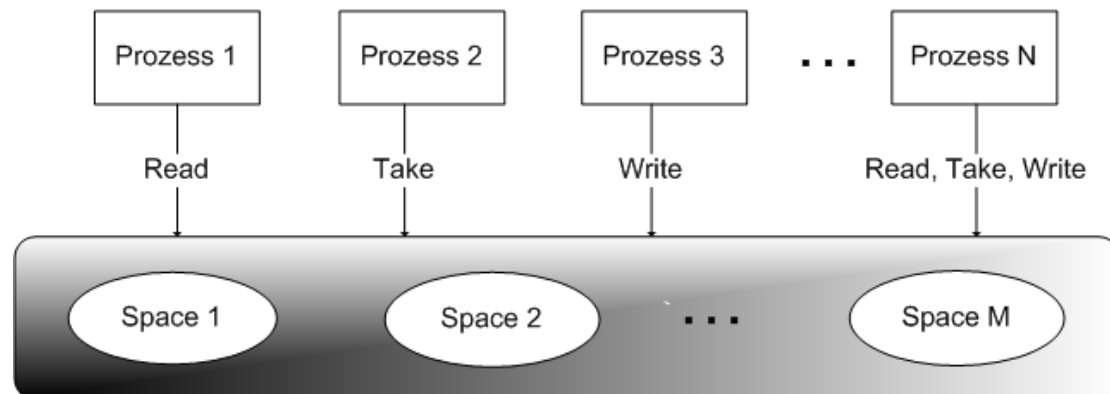 Prozess 1
Prozess 2
Prozess 3
...
Prozess N
Read
Take
Write
Read, Take, Write
Space 1
Space 2
...
Space M